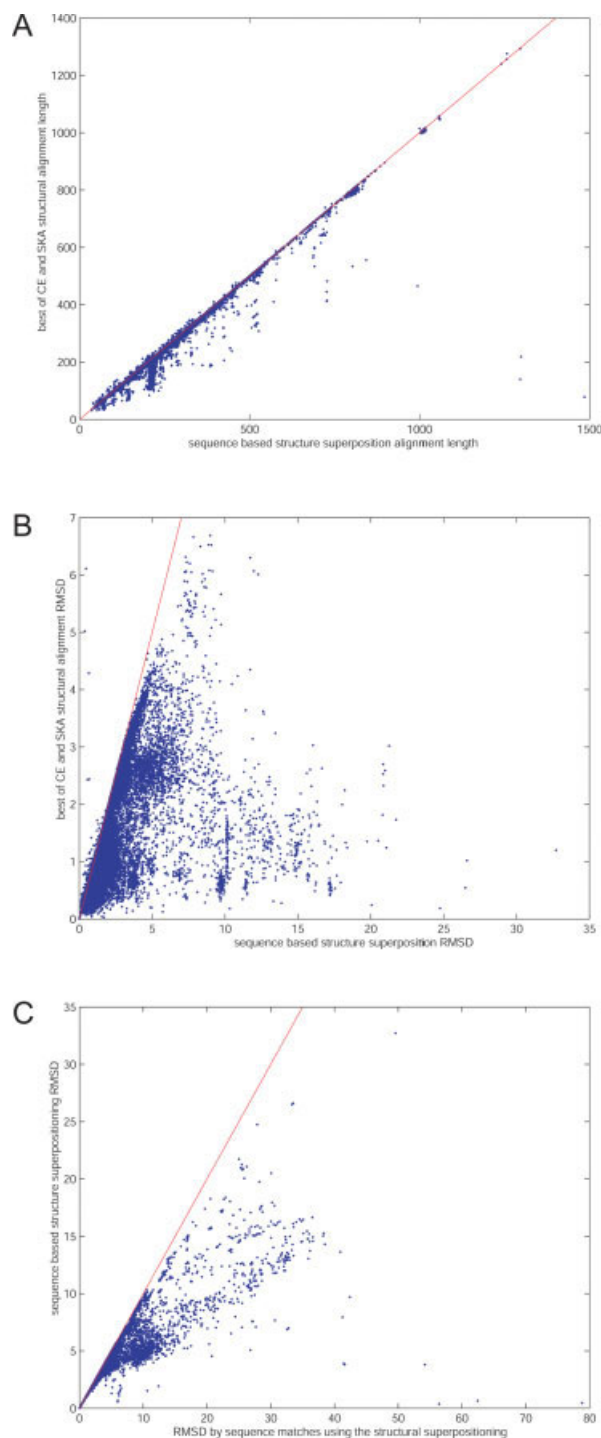 A
1400
1200
1000
800
600
400
200
0
best of CE and SKA structural alignment length
0 500 1000 1500
sequence based structure superposition alignment length
B
7
6
5
4
3
2
1
0
best of CE and SKA structural alignment RMSD
0 5 10 15 20 25 30 35
sequence based structure superposition RMSD
C
35
30
25
20
15
10
5
0
sequence based structure superpositioning RMSD
0 10 20 30 40 50 60 70 80
RMSD by sequence matches using the structural superpositioning